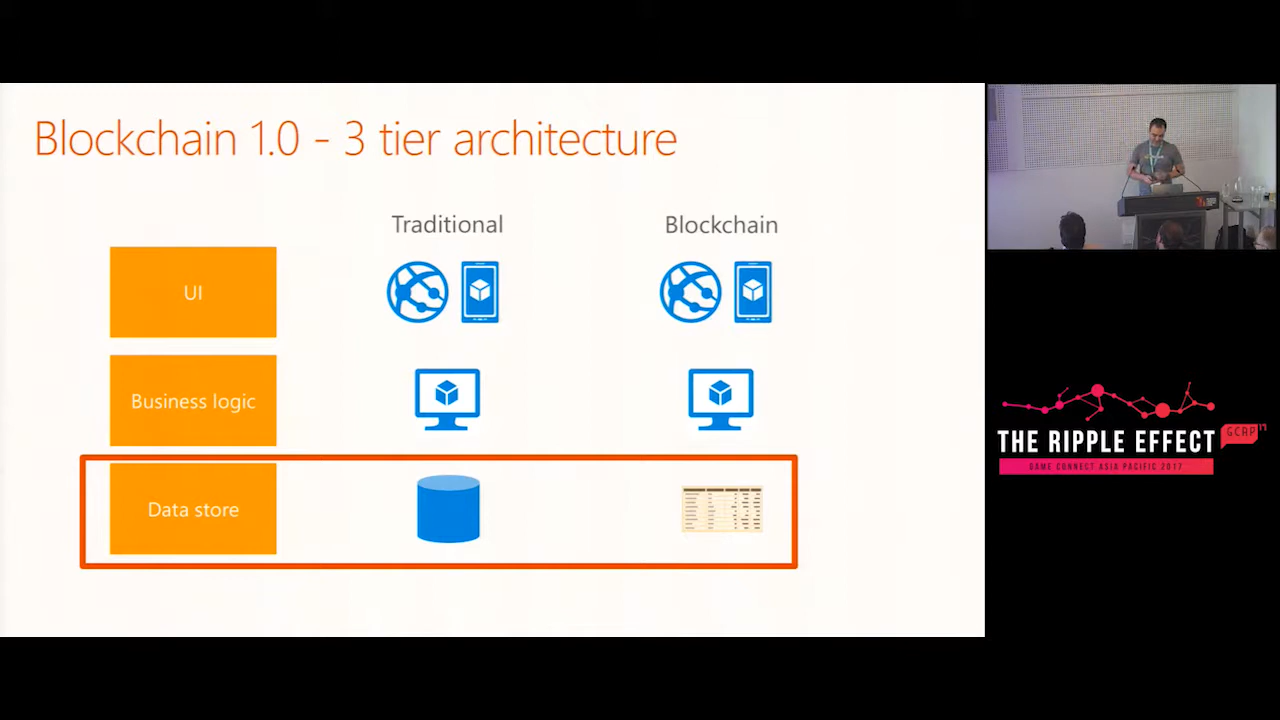 Blockchain 1.0 - 3 tier architecture
Traditional
Blockchain
UI
Business logic
Data store
THE RIPPLE EFFECT
GCAP 17
GAME CONNECT ASIA PACIFIC 2017